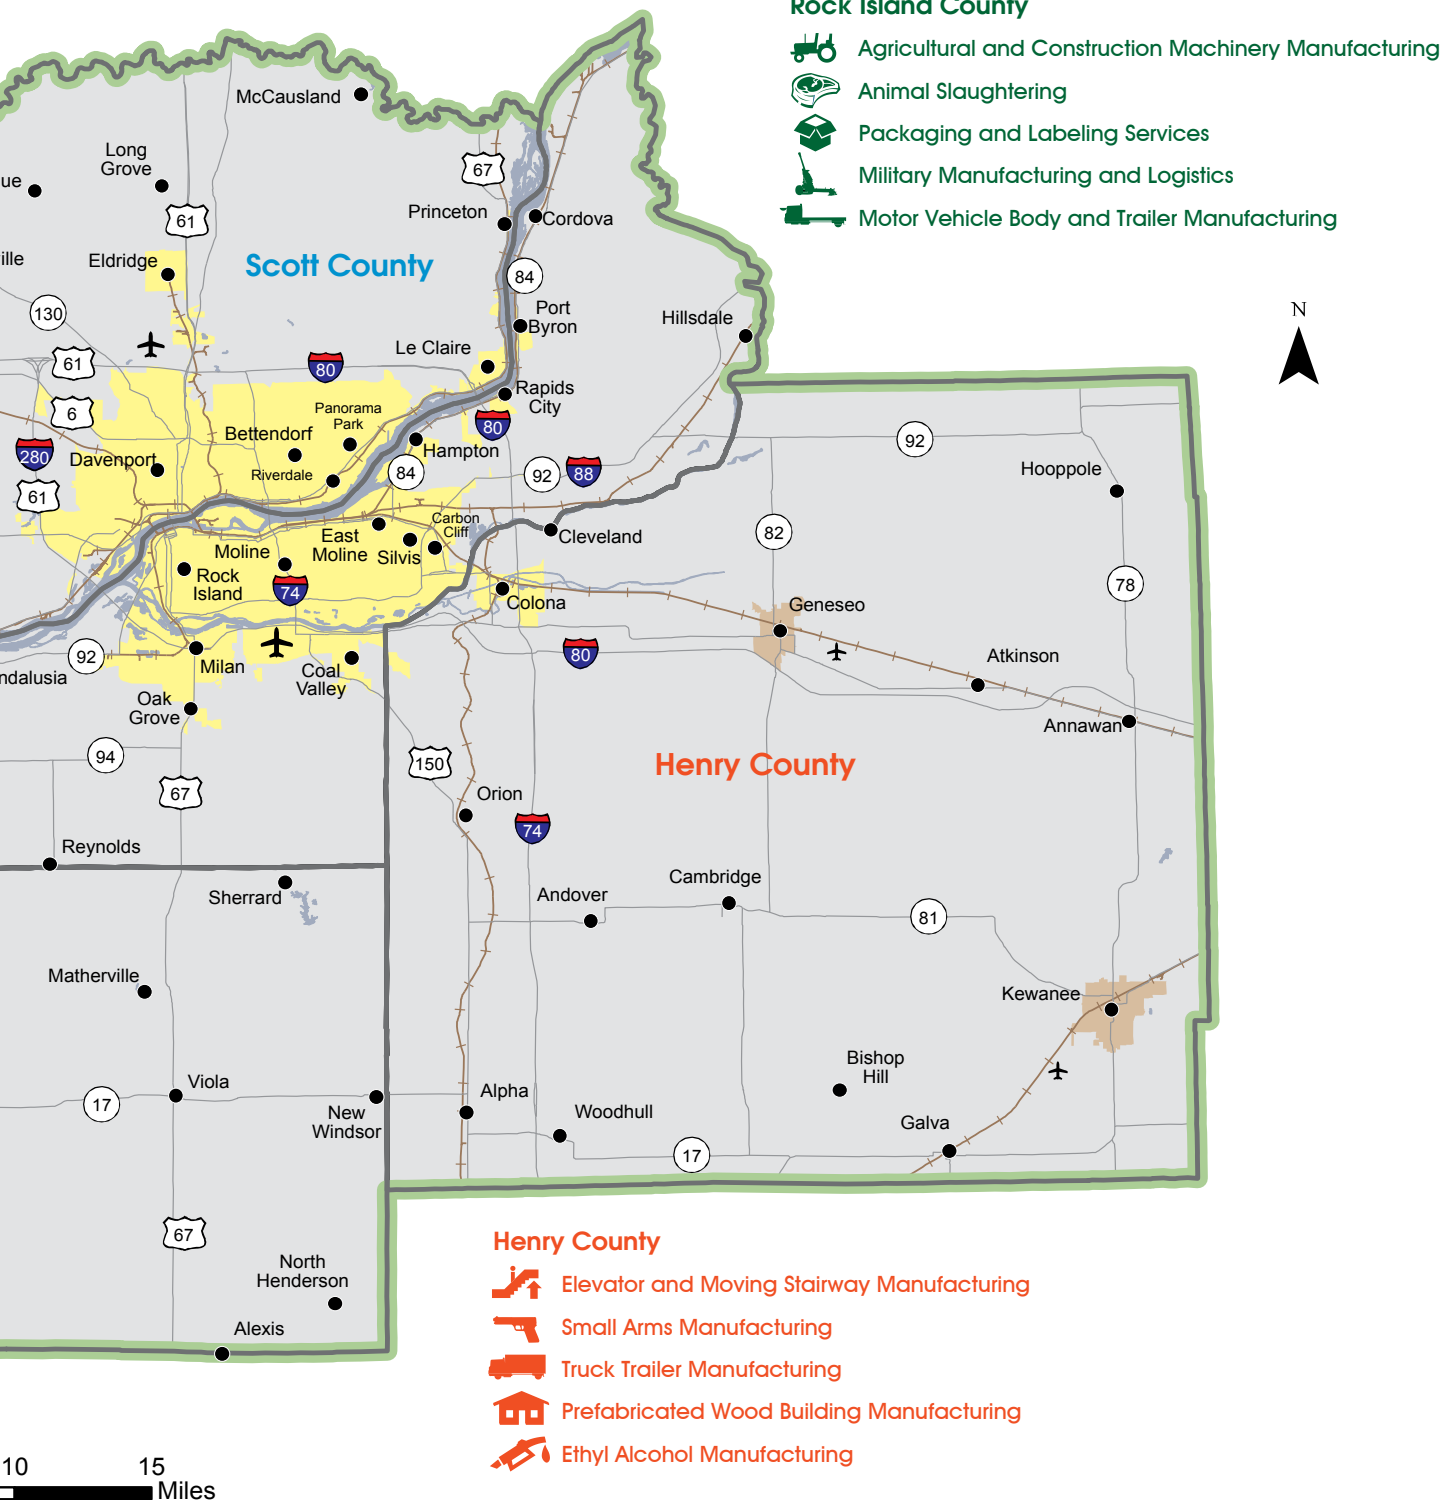 Rock Island County
Agricultural and Construction Machinery Manufacturing
Animal Slaughtering
Packaging and Labeling Services
Military Manufacturing and Logistics
Motor Vehicle Body and Trailer Manufacturing
McCausland
Long
Grove
ue
67
61
Princeton
Cordova
ille
Eldridge
Scott County
84
130
Port
Byron
Hillsdale
N
61
Le Claire
80
Rapids
City
6
Panorama
Park
80
Bettendorf
Hampton
92
280
Davenport
Riverdale
84
92
88
Hooppole
61
Carbon
Cliff
East
Moline
Silvis
Cleveland
82
Moline
Rock
Island
74
78
Colona
Geneseo
92
Milan
80
Atkinson
ndalusia
Coal
Valley
Oak
Grove
Annawan
94
150
Henry County
67
Orion
74
Reynolds
Sherrard
Andover
Cambridge
81
Matherville
Kewanee
Bishop
Hill
Viola
Alpha
17
New
Windsor
Woodhull
Galva
17
67
North
Henderson
Alexis
Henry County
Elevator and Moving Stairway Manufacturing
Small Arms Manufacturing
Truck Trailer Manufacturing
Prefabricated Wood Building Manufacturing
Ethyl Alcohol Manufacturing
10 15
Miles